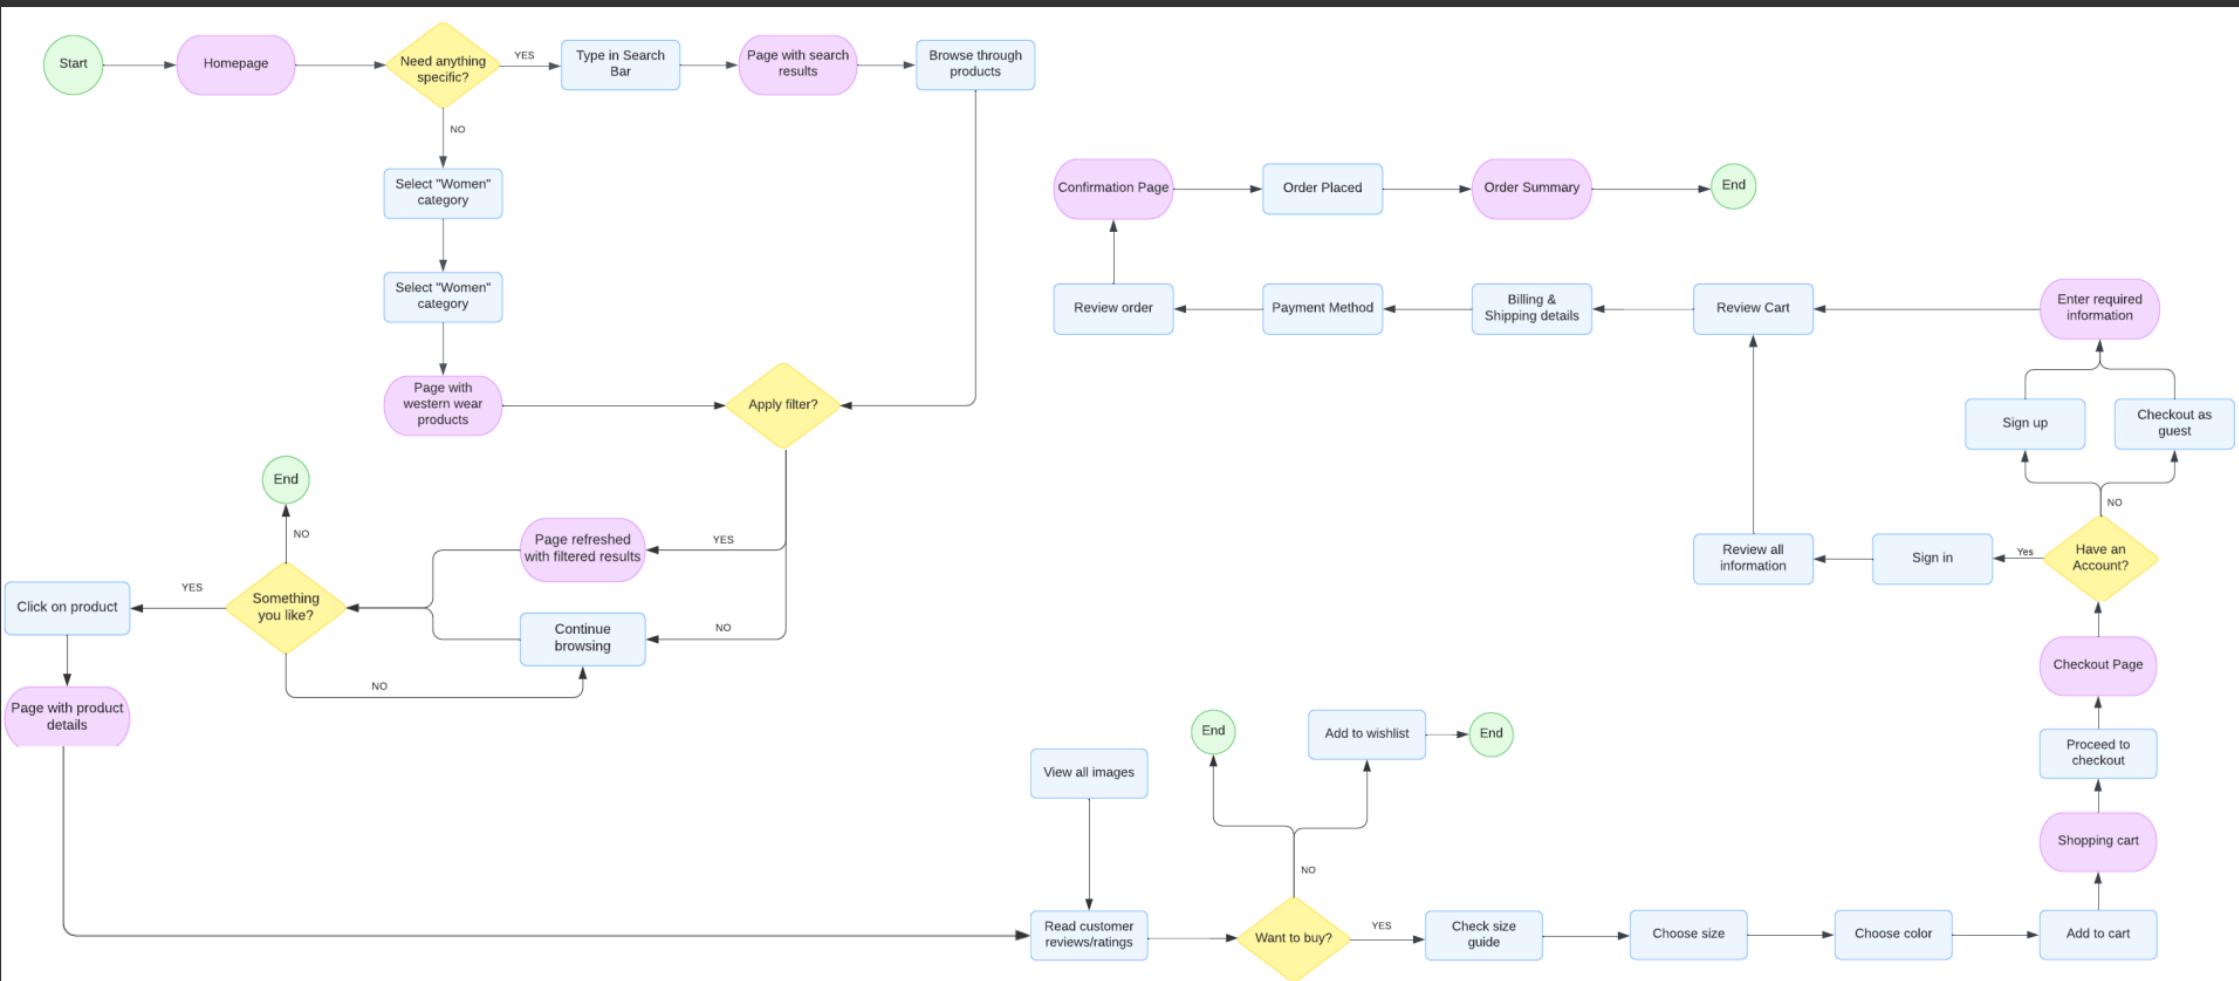 Start
Homepage
Need anything
specific?
YES
Type in Search
Bar
Page with search
results
Browse through
products
NO
Select "Women"
category
Select "Women"
category
Page with
western wear
products
Apply filter?
YES
Page refreshed
with filtered results
NO
Continue
browsing
Something
you like?
NO
End
NO
YES
Click on product
Page with product
details
View all images
Read customer
reviews/ratings
Want to buy?
NO
End
Add to wishlist
End
YES
Check size
guide
Choose size
Choose color
Add to cart
Shopping cart
Proceed to
checkout
Checkout Page
Have an
Account?
Yes
Sign in
Review all
information
NO
Sign up
Checkout as
guest
Enter required
information
Review Cart
Billing &
Shipping details
Payment Method
Review order
Confirmation Page
Order Placed
Order Summary
End